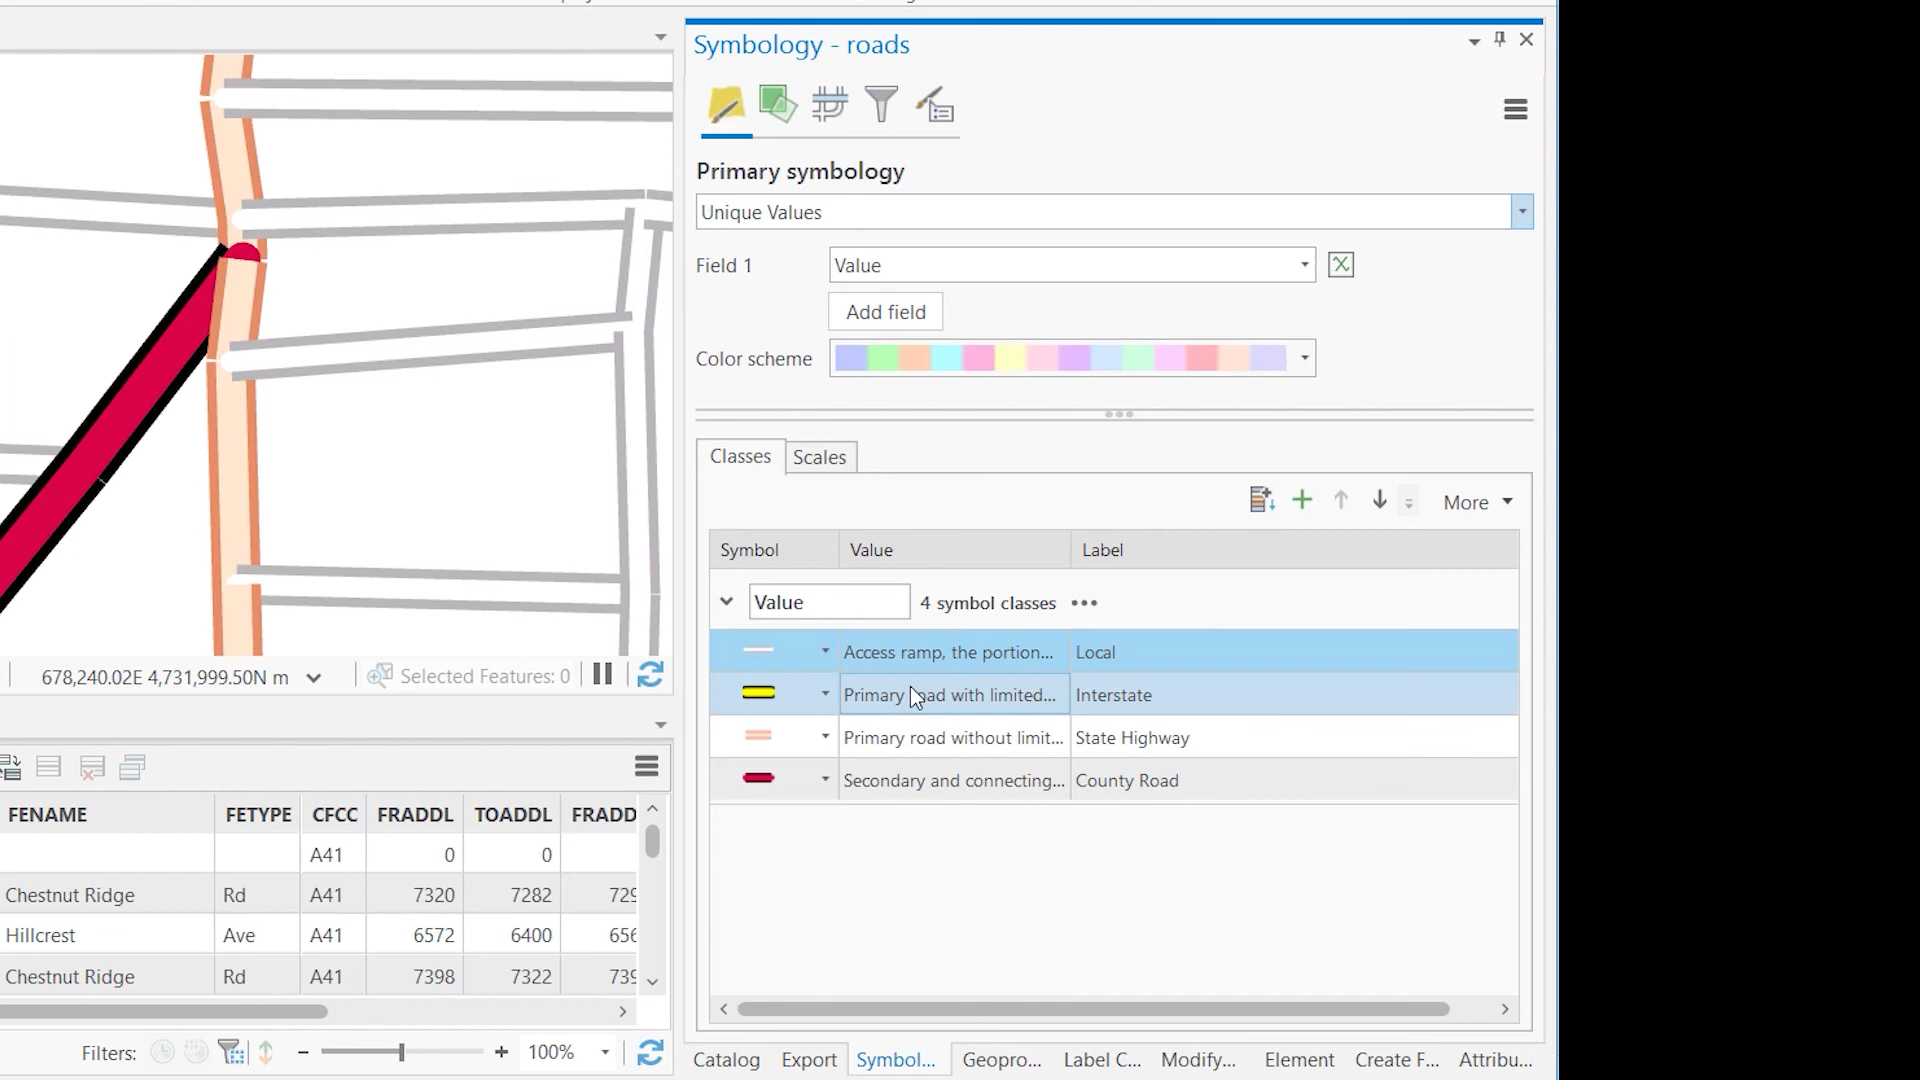 Symbology - roads
Primary symbology
Unique Values
Field 1
Value
Add field
Color scheme
Classes
Scales
More
Symbol
Value
Label
Value
4 symbol classes
Access ramp, the portion...
Local
Primary road with limited...
Interstate
Primary road without limit...
State Highway
Secondary and connecting...
County Road
678,240.02E 4,731,999.50N m
Selected Features: 0
FENAME FETYPE CFCC FRADDL TOADDL FRADD
A41 0 0
Chestnut Ridge Rd A41 7320 7282 729
Hillcrest Ave A41 6572 6400 656
Chestnut Ridge Rd A41 7398 7322 739
Filters:
100%
Catalog Export Symbol... Geopro... Label C... Modify... Element Create F... Attribu...